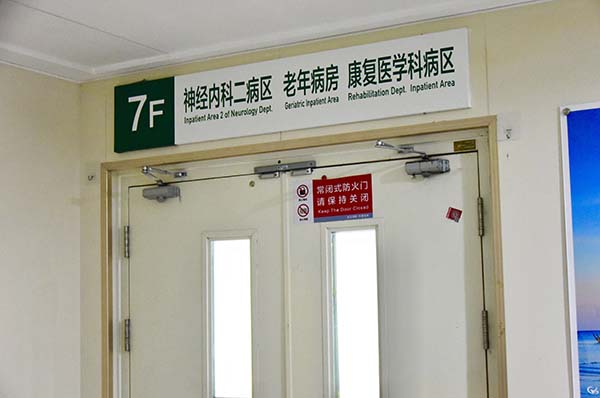 7F
神经内科二病区 老年病房 康复医学科病区
Inpatient Area 2 of Neurology Dept. Geriatric Inpatient Area Rehabilitation Dept. Inpatient Area
常闭式防火门
请保持关闭
Keep The Door Closed